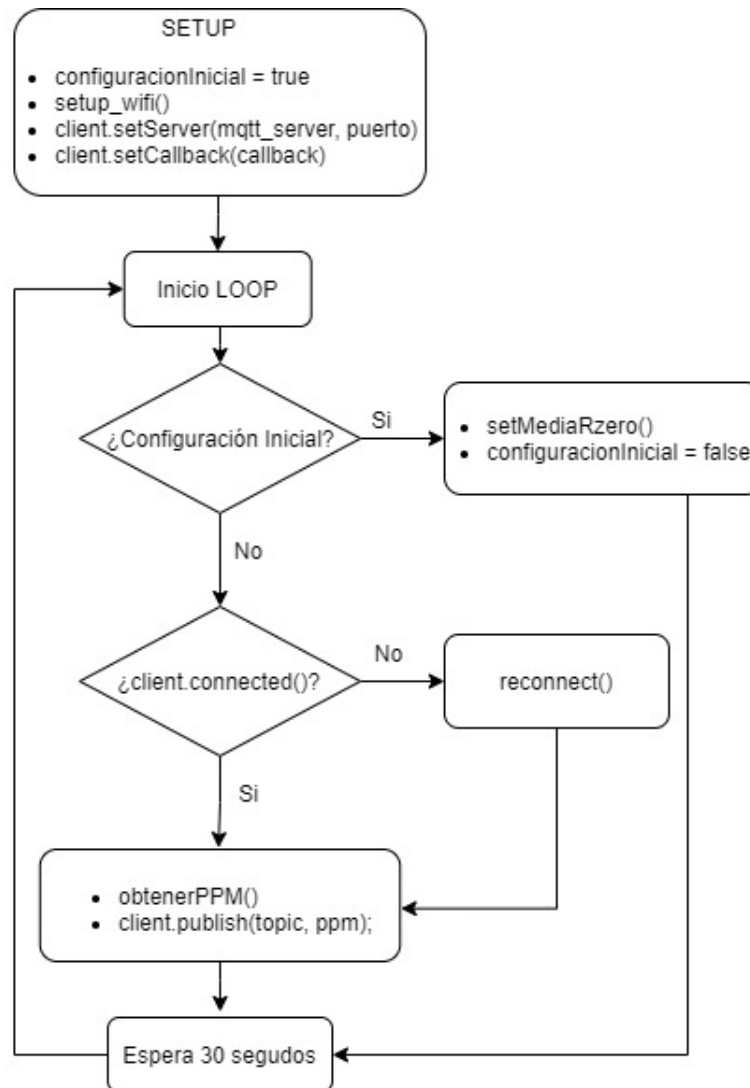 SETUP
• configuracionInicial = true
• setup_wifi()
• client.setServer(mqtt_server, puerto)
• client.setCallback(callback)
Inicio LOOP
¿Configuración Inicial?
Si
• setMediaRzero()
• configuracionInicial = false
No
¿client.connected()?
No
reconnect()
Si
• obtenerPPM()
• client.publish(topic, ppm);
Espera 30 segudos